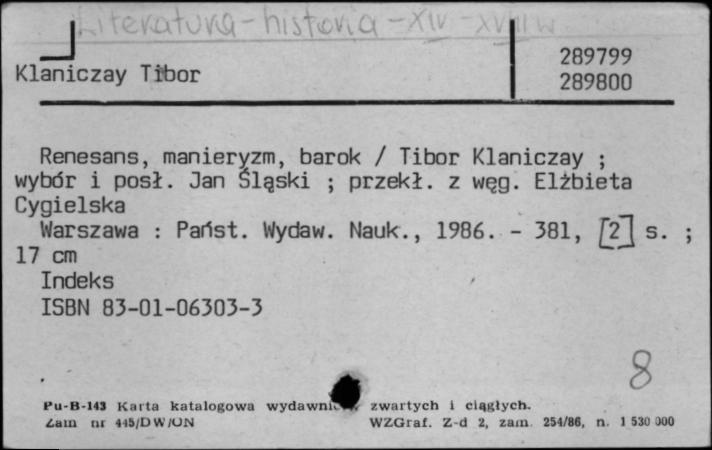 Literatura - historia - XIV - XVIII w
289799
Klaniczay Tibor
289800
Renesans, manieryzm, barok / Tibor Klaniczay ;
wybór i posł. Jan Śląski ; przekł. z węg. Elżbieta
Cygielska
Warszawa : Państ. Wydaw. Nauk., 1986. - 381, [2] s. ;
17 cm
Indeks
ISBN 83-01-06303-3
8
Pu-B-143 Karta katalogowa zwartych i ciągłych.
Zam nr 445/DW/UN WZGraf. Z-d 2, zam. 254/86, n. 1 530 000